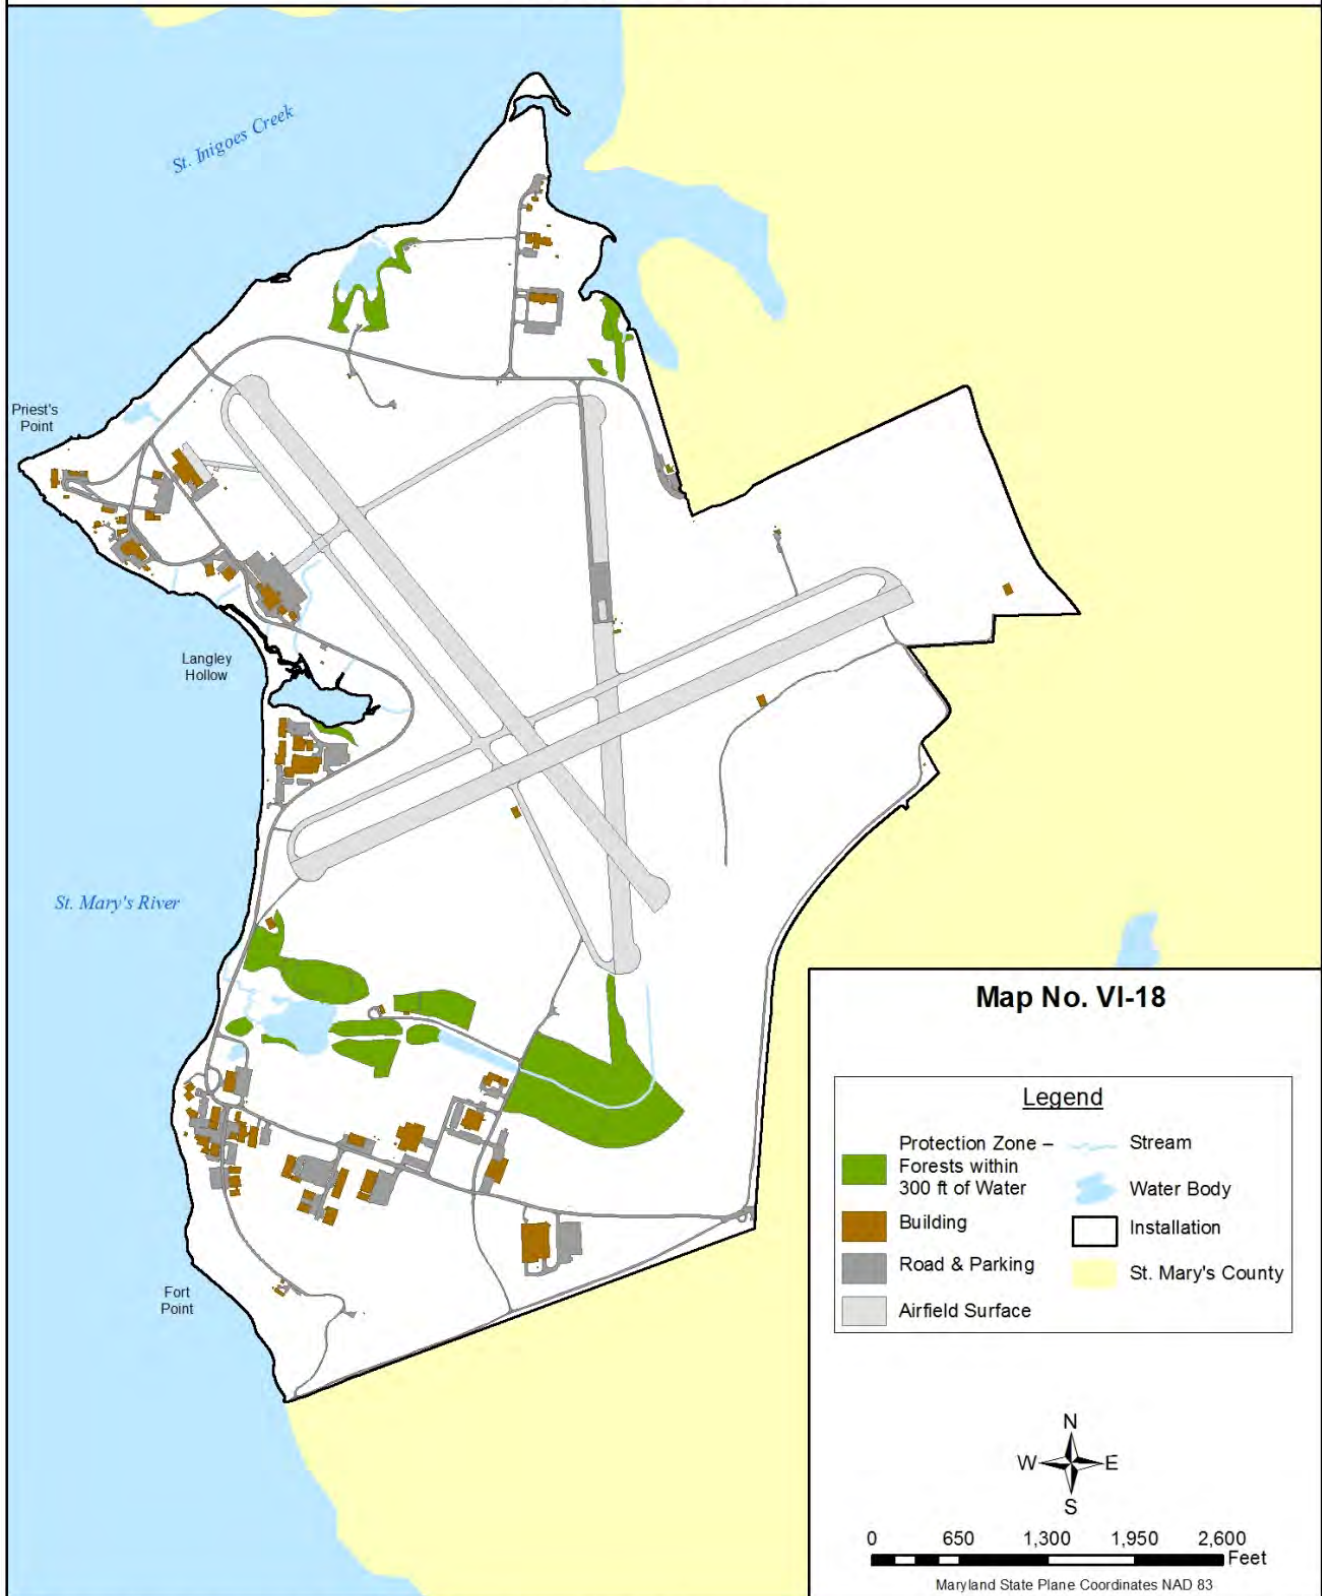 St. Inigoes Creek
Priest's
Point
Langley
Hollow
St. Mary's River
Fort
Point
Map No. VI-18
Legend
Protection Zone –
Forests within
300 ft of Water
Building
Road & Parking
Airfield Surface
Stream
Water Body
Installation
St. Mary's County
N
W E
S
0 650 1,300 1,950 2,600
Feet
Maryland State Plane Coordinates NAD 83